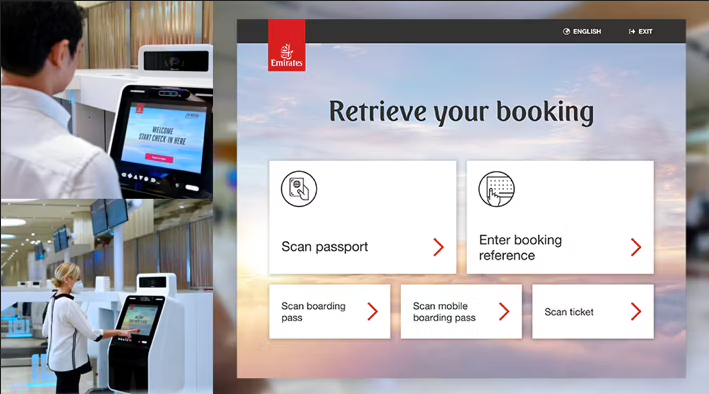 WELCOME
START CHECK-IN HERE
ENGLISH
EXIT
Emirates
Retrieve your booking
Scan passport
Enter booking
reference
Scan boarding
pass
Scan mobile
boarding pass
Scan ticket